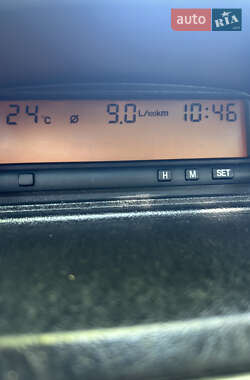 auto RIA
24°C ø 9.0 L/100km 10:46
H M SET